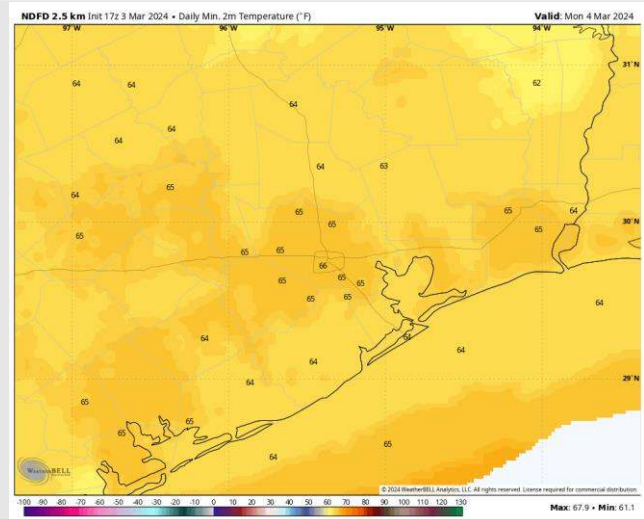 NDFD 2.5 km Init 17z 3 Mar 2024 • Daily Min. 2m Temperature (˚F) Valid: Mon 4 Mar 2024
97˚W 96˚W 95˚W 94˚W
31˚N
64 64 62
64
64
64
64 63
65
64
65 65 64
65
65 65
65 65
30˚N
66
65 65
65
65 65
64
64
64
64
64
64
29˚N
65
65 65
65
64
WEATHERBELL
© 2024 WeatherBELL Analytics, LLC. All rights reserved. License required for commercial distribution.
-100 -90 -80 -70 -60 -50 -40 -30 -20 -10 0 10 20 30 40 50 60 70 80 90 100 110 120 130
Max: 67.9 • Min: 61.1